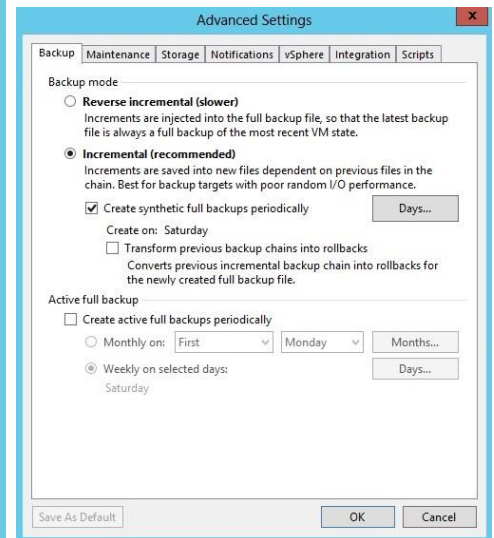 Advanced Settings
x
Backup Maintenance Storage Notifications vSphere Integration Scripts
Backup mode
Reverse incremental (slower)
Increments are injected into the full backup file, so that the latest backup
file is always a full backup of the most recent VM state.
Incremental (recommended)
Increments are saved into new files dependent on previous files in the
chain. Best for backup targets with poor random I/O performance.
Create synthetic full backups periodically Days...
Create on: Saturday
Transform previous backup chains into rollbacks
Converts previous incremental backup chain into rollbacks for
the newly created full backup file.
Active full backup
Create active full backups periodically
Monthly on: First Monday Months...
Weekly on selected days: Days...
Saturday
Save As Default OK Cancel